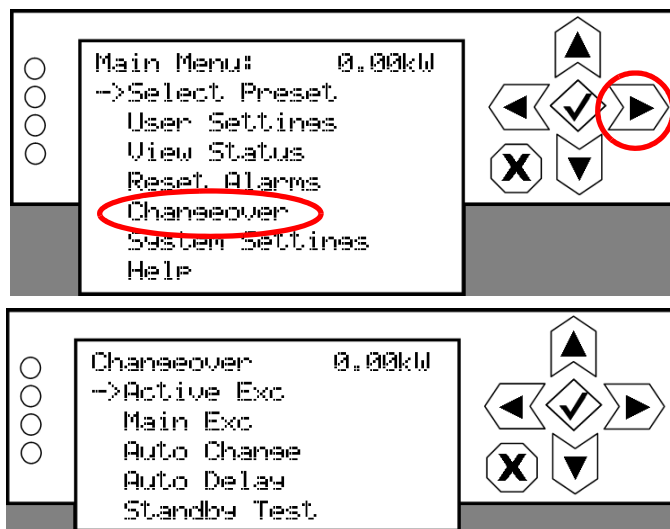 Main Menu: 0.00kW
->Select Preset
User Settings
View Status
Reset Alarms
Changeover
System Settings
Help
X
Changeover 0.00kW
->Active Exc
Main Exc
Auto Change
Auto Delay
Standby Test
X